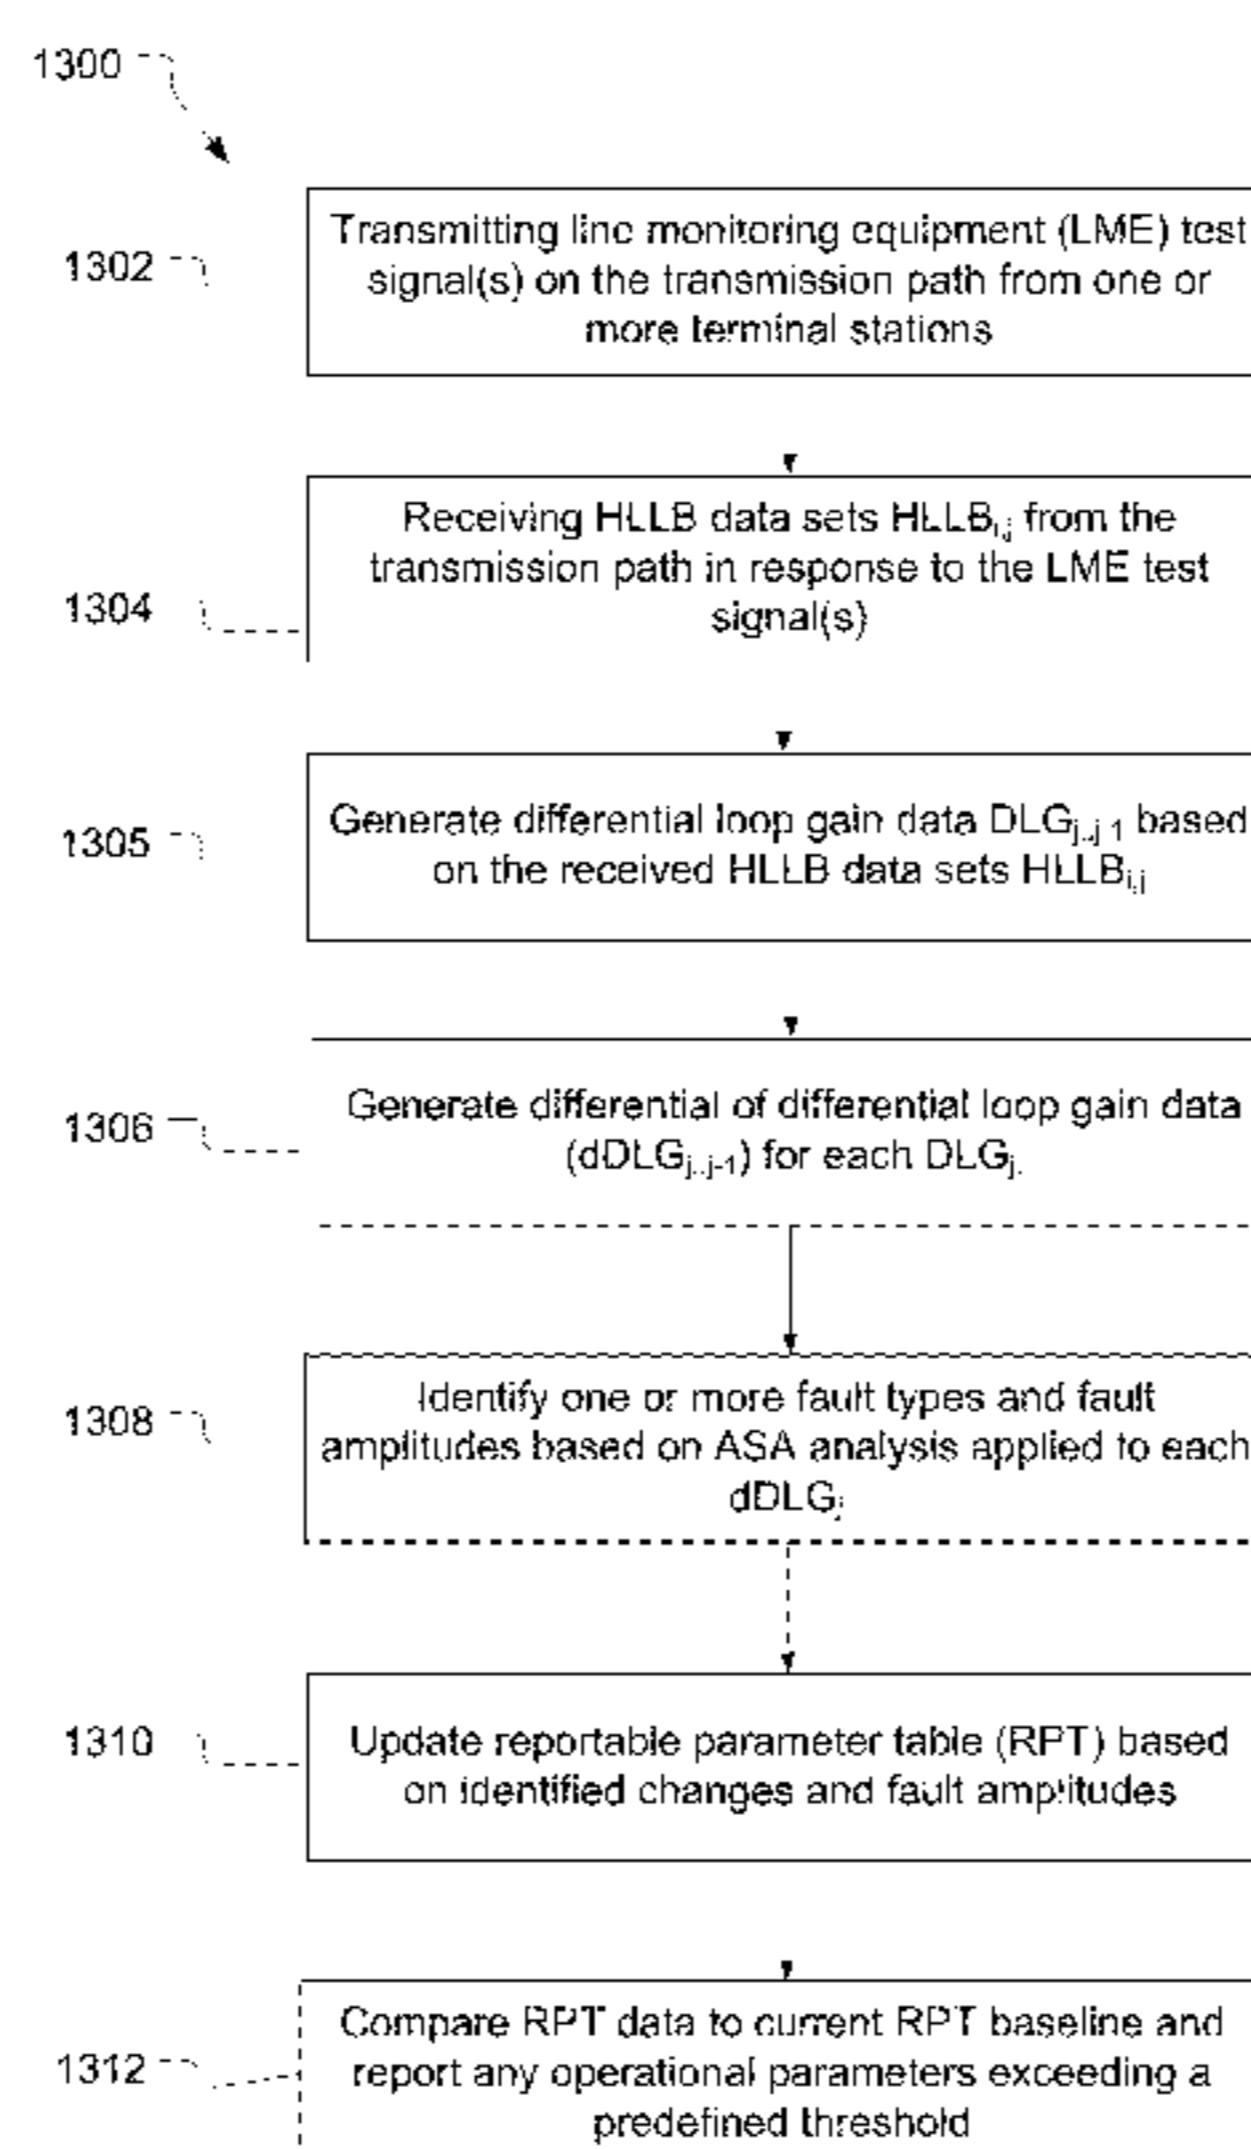 1300
1302
Transmitting line monitoring equipment (LME) test
signal(s) on the transmission path from one or
more terminal stations
1304
Receiving HLLB data sets HLLBi,j from the
transmission path in response to the LME test
signal(s)
1305
Generate differential loop gain data DLGj..j-1 based
on the received HLLB data sets HLLBi,j
1306
Generate differential of differential loop gain data
(dDLGj..j-1) for each DLGj.
1308
Identify one or more fault types and fault
amplitudes based on ASA analysis applied to each
dDLGj
1310
Update reportable parameter table (RPT) based
on identified changes and fault amplitudes
1312
Compare RPT data to current RPT baseline and
report any operational parameters exceeding a
predefined threshold